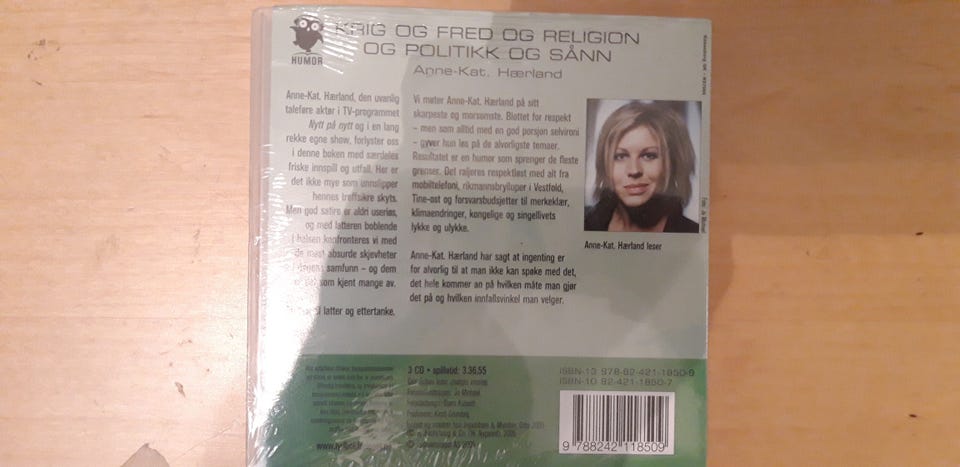 KRIG OG FRED OG RELIGION
OG POLITIKK OG SÅNN
Anne-Kat. Hærland
HUMOR
Anne-Kat. Hærland, den uvanlig
taleføre aktør i TV-programmet
Nytt på nytt og i en lang
rekke egne show, forlyster oss
i denne boken med særdeles
friske innspill og utfall. Her er
det ikke mye som unnslipper
hennes treffsikre skyts.
Men god satire er aldri useriøs,
og med latteren boblende
i halsen konfronteres vi med
de mest absurde skjevheter
i dagens samfunn – og dem
er det som kjent mange av.
til latter og ettertanke.
Vi møter Anne-Kat. Hærland på sitt
skarpeste og morsomste. Blottet for respekt
– men som alltid med en god porsjon selvironi
– gyver hun løs på de alvorligste temaer.
Resultatet er en humor som sprenger de fleste
grenser. Det raljeres respektløst med alt fra
mobiltelefoni, rikmannsbrylluper i Vestfold,
Tine-ost og forsvarsbudsjetter til merkeklær,
klimaendringer, kongelige og singellivets
lykke og ulykke.
Anne-Kat. Hærland har sagt at ingenting er
for alvorlig til at man ikke kan spøke med det,
det hele kommer an på hvilken måte man gjør
det på og hvilken innfallsvinkel man velger.
Anne-Kat. Hærland leser
3 CD • spilletid: 3.36.55
ISBN-13 978-82-421-1850-9
ISBN-10 82-421-1850-7
9 788242 118509